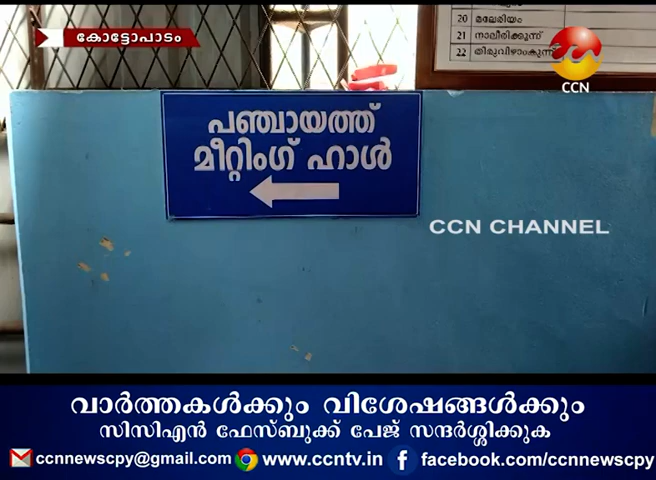 കോട്ടോപാടം
20 മലേരിയം
21 നാലീരിക്കുന്ന്
22 തിരുവിഴാംകുന്ന്
CCN
പഞ്ചായത്ത്
മീറ്റിംഗ് ഹാൾ
CCN CHANNEL
വാർത്തകൾക്കും വിശേഷങ്ങൾക്കും
സിസിഎൻ ഫേസ്ബുക്ക് പേജ് സന്ദർശ്ശിക്കുക
ccnnewscpy@gmail.com www.ccntv.in facebook.com/ccnnewscpy